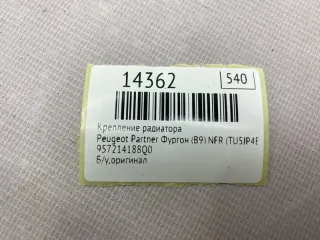 14362
540
Крепление радиатора
Peugeot Partner Фургон (B9) NFR (TU5JP4E
9572141880
Б/у,оригинал